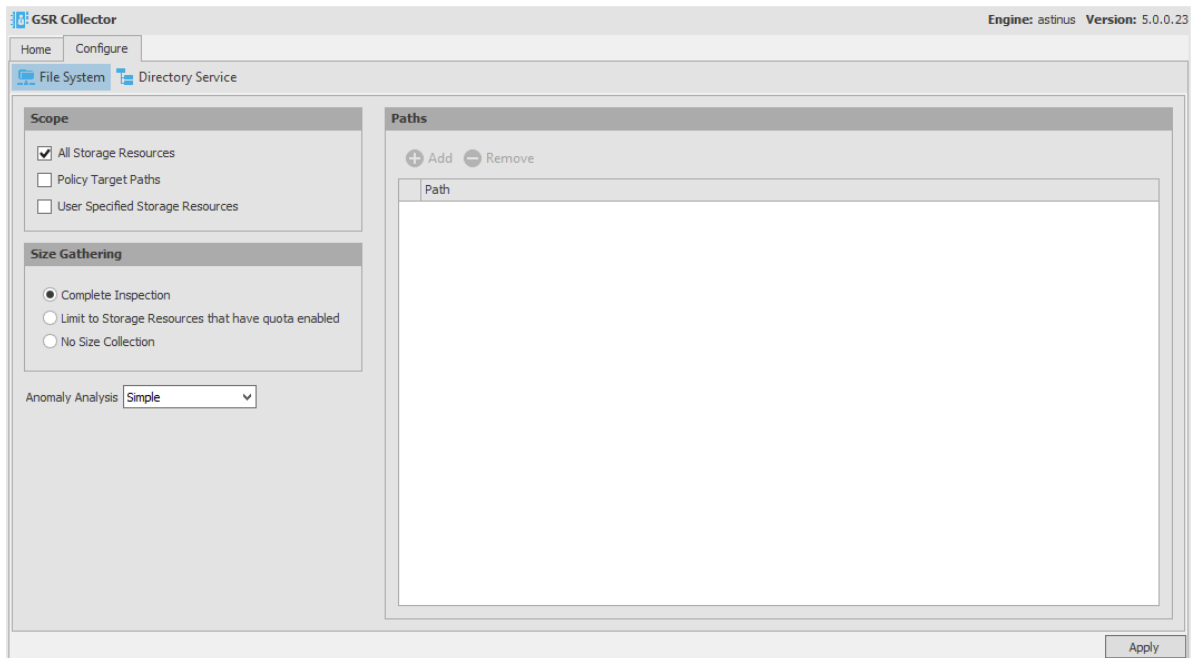 GSR Collector
Engine: astinus Version: 5.0.0.23
Home Configure
File System Directory Service
Scope
All Storage Resources
Policy Target Paths
User Specified Storage Resources
Size Gathering
Complete Inspection
Limit to Storage Resources that have quota enabled
No Size Collection
Anomaly Analysis Simple
Paths
Add Remove
Path
Apply